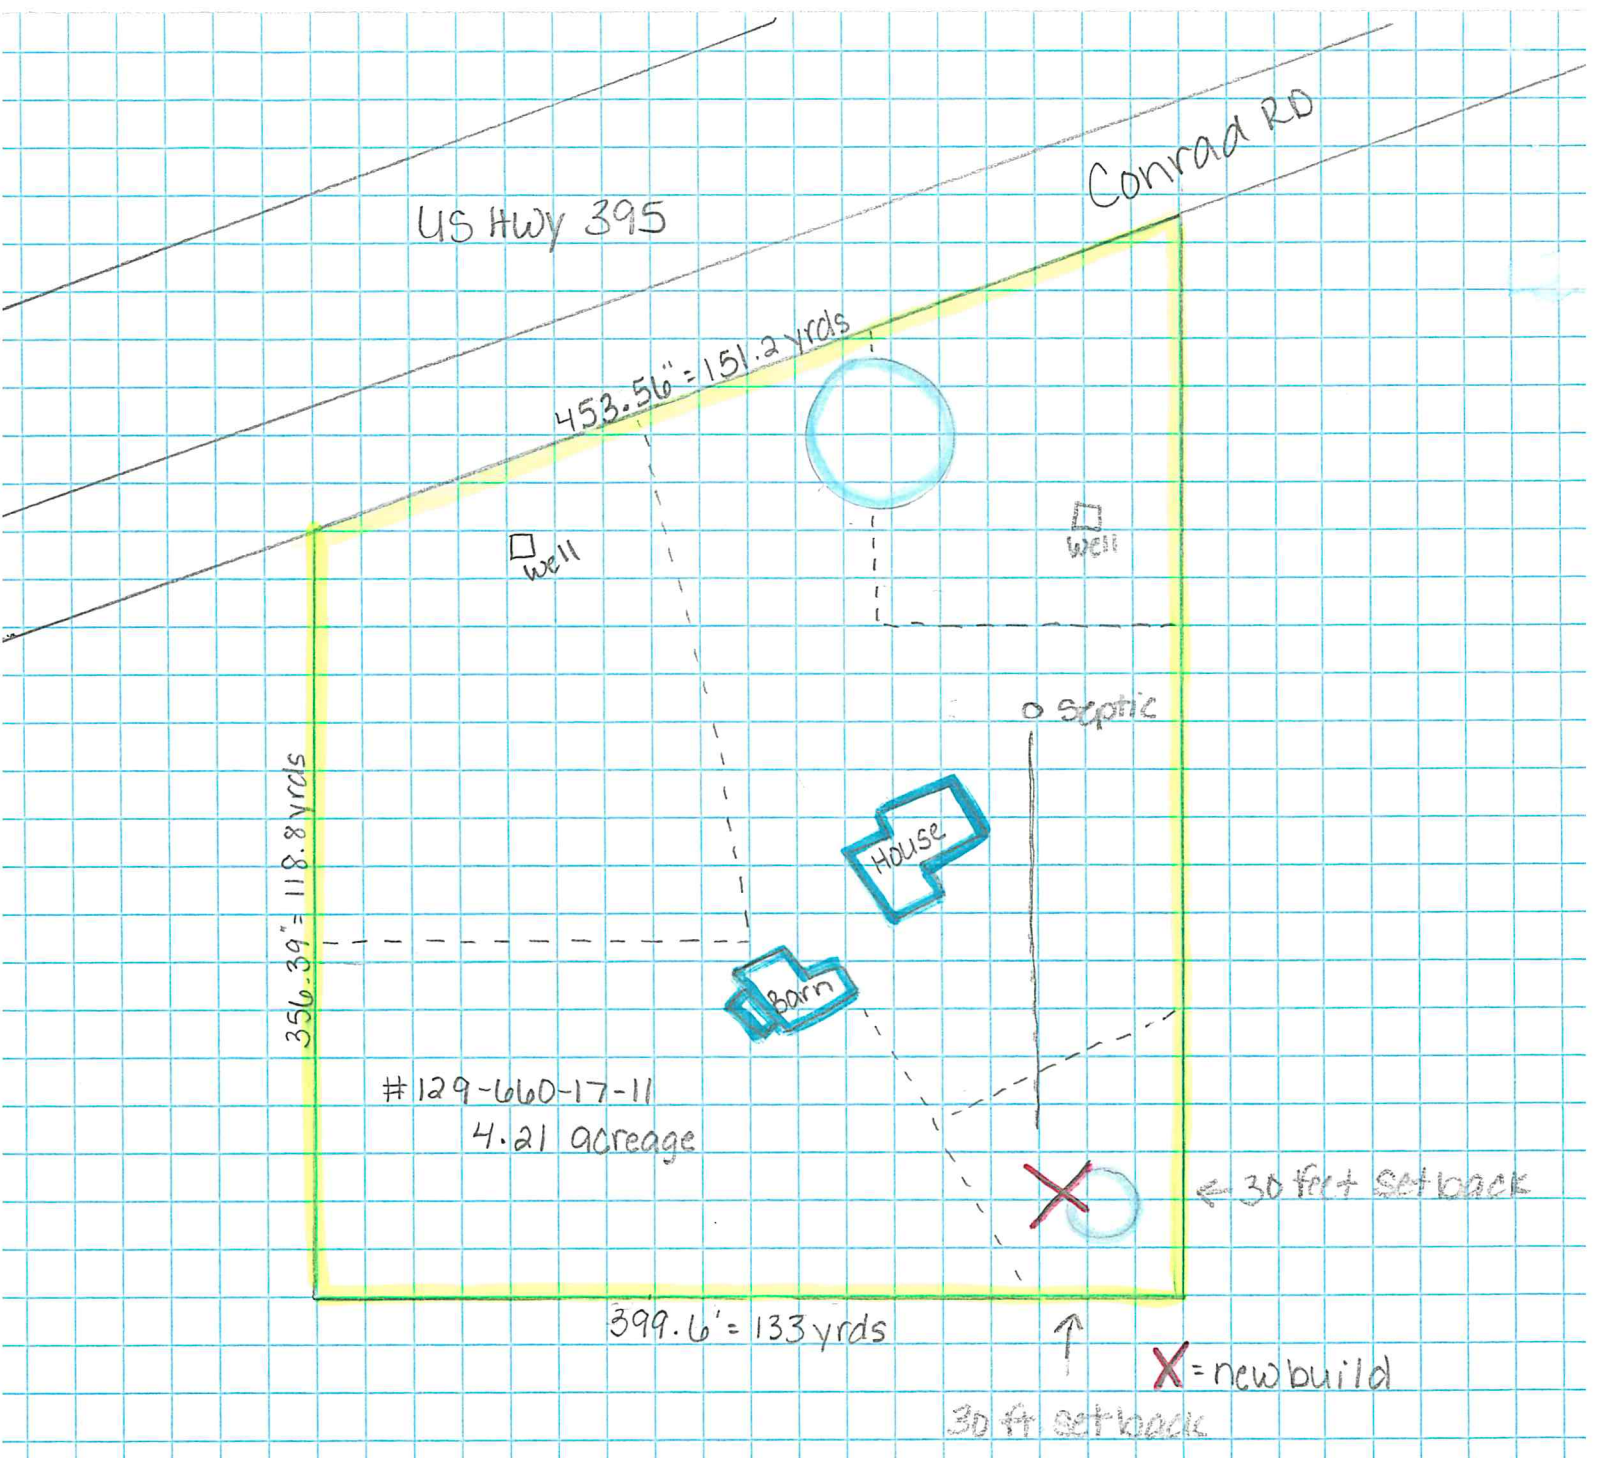 Conrad RD
US HWY 395
453.56" = 151.2 yrds
well
well
septic
House
356.39" = 118.8 yrds
Barn
#129-660-17-11
4.21 acreage
← 30 feet setback
399.6' = 133 yrds
↑
X = new build
30 ft setback